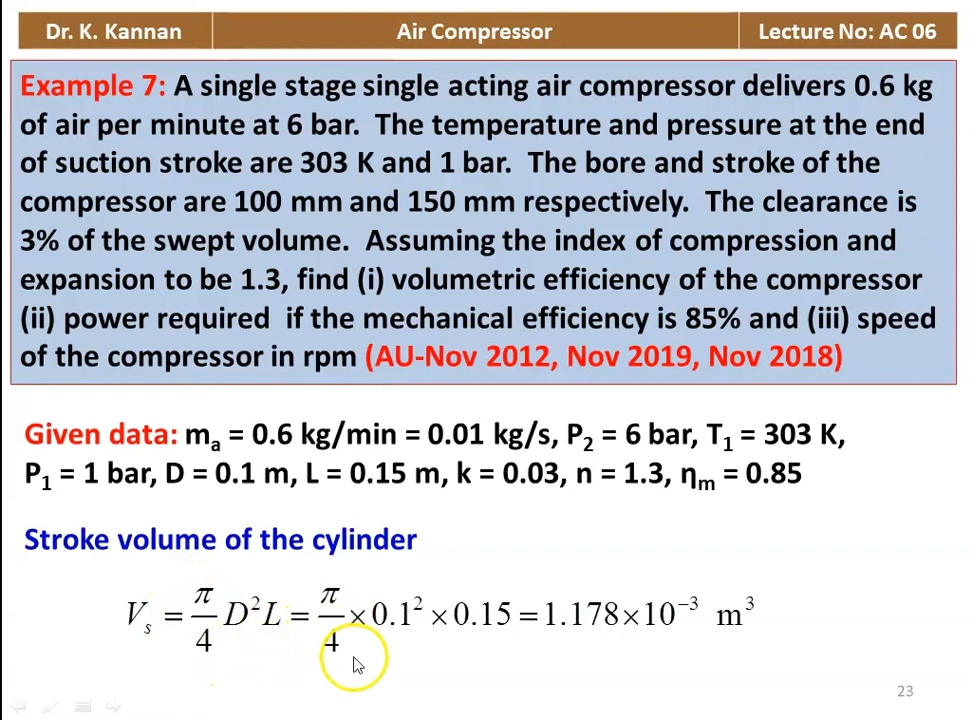 Dr. K. Kannan Air Compressor Lecture No: AC 06
Example 7: A single stage single acting air compressor delivers 0.6 kg
of air per minute at 6 bar. The temperature and pressure at the end
of suction stroke are 303 K and 1 bar. The bore and stroke of the
compressor are 100 mm and 150 mm respectively. The clearance is
3% of the swept volume. Assuming the index of compression and
expansion to be 1.3, find (i) volumetric efficiency of the compressor
(ii) power required if the mechanical efficiency is 85% and (iii) speed
of the compressor in rpm (AU-Nov 2012, Nov 2019, Nov 2018)
Given data: mₐ = 0.6 kg/min = 0.01 kg/s, P₂ = 6 bar, T₁ = 303 K,
P₁ = 1 bar, D = 0.1 m, L = 0.15 m, k = 0.03, n = 1.3, ηₘ = 0.85
Stroke volume of the cylinder
Vₛ = π/4 D²L = π/4 × 0.1² × 0.15 = 1.178×10⁻³ m³
23